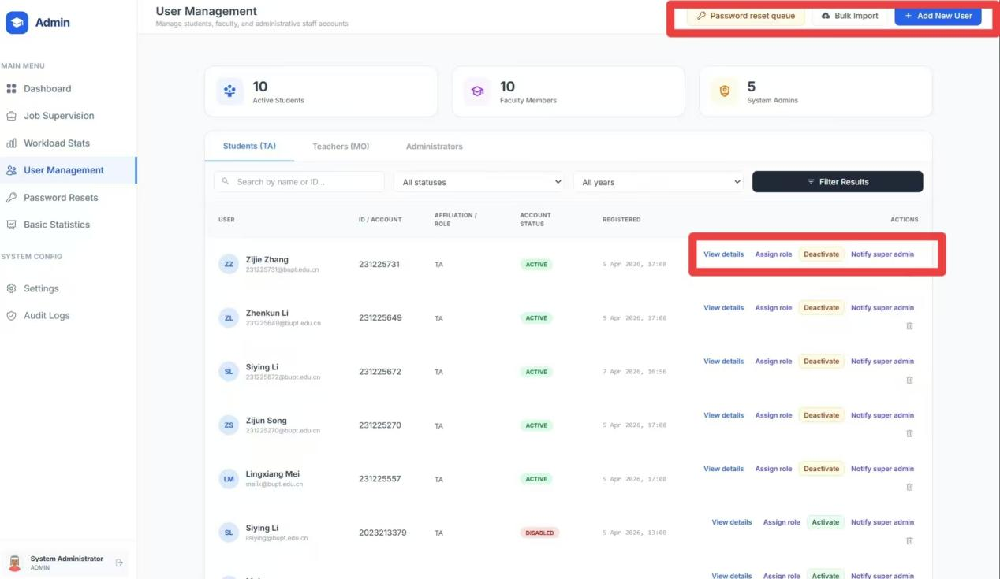 Admin
MAIN MENU
Dashboard
Job Supervision
Workload Stats
User Management
Password Resets
Basic Statistics
SYSTEM CONFIG
Settings
Audit Logs
System Administrator
ADMIN
User Management
Manage students, faculty, and administrative staff accounts
Password reset queue Bulk Import + Add New User
10
Active Students
10
Faculty Members
5
System Admins
Students (TA) Teachers (MO) Administrators
Search by name or ID... All statuses All years Filter Results
USER ID / ACCOUNT AFFILIATION / ROLE ACCOUNT STATUS REGISTERED ACTIONS
ZZ Zijie Zhang 231225731 TA ACTIVE 5 Apr 2026, 17:08 View details Assign role Deactivate Notify super admin
231225731@bupt.edu.cn
ZL Zhenkun Li 231225649 TA ACTIVE 5 Apr 2026, 17:08 View details Assign role Deactivate Notify super admin
231225649@bupt.edu.cn
SL Siying Li 231225672 TA ACTIVE 7 Apr 2026, 16:56 View details Assign role Deactivate Notify super admin
231225672@bupt.edu.cn
ZS Zijun Song 231225270 TA ACTIVE 5 Apr 2026, 17:08 View details Assign role Deactivate Notify super admin
231225270@bupt.edu.cn
LM Lingxiang Mei 231225557 TA ACTIVE 5 Apr 2026, 17:08 View details Assign role Deactivate Notify super admin
meilx@bupt.edu.cn
SL Siying Li 2023213379 TA DISABLED 5 Apr 2026, 13:00 View details Assign role Activate Notify super admin
lisiying@bupt.edu.cn
View details Assign role Activate Notify super admin